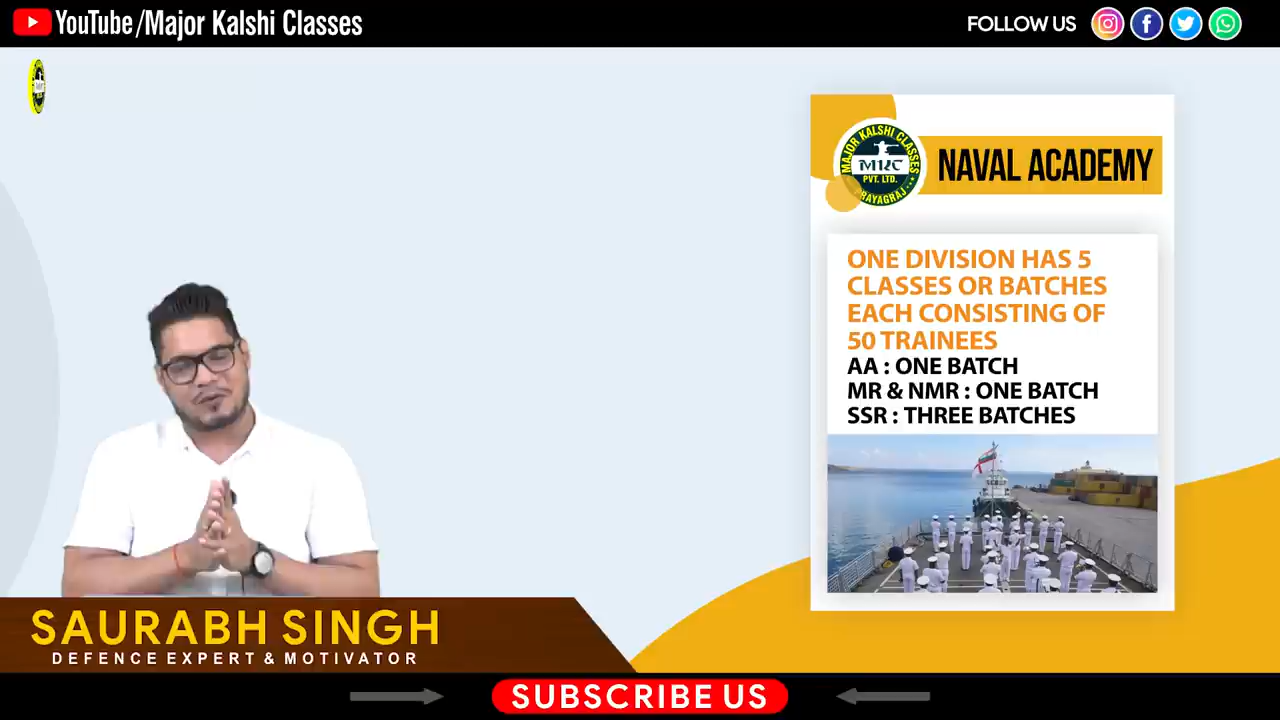 YouTube/Major Kalshi Classes
FOLLOW US
MAJOR KALSHI CLASSES
MKC
PVT. LTD.
PRAYAGRAJ
NAVAL ACADEMY
ONE DIVISION HAS 5
CLASSES OR BATCHES
EACH CONSISTING OF
50 TRAINEES
AA : ONE BATCH
MR & NMR : ONE BATCH
SSR : THREE BATCHES
SAURABH SINGH
DEFENCE EXPERT & MOTIVATOR
SUBSCRIBE US